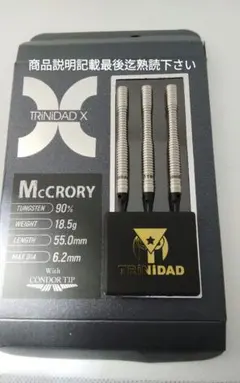 商品説明記載最後迄熟読下さい
TRiNiDAD X
McCRORY
TUNGSTEN 90%
WEIGHT 18.5g
LENGTH 55.0mm
MAX DIA 6.2mm
With
CONDOR TIP
TRiNiDAD